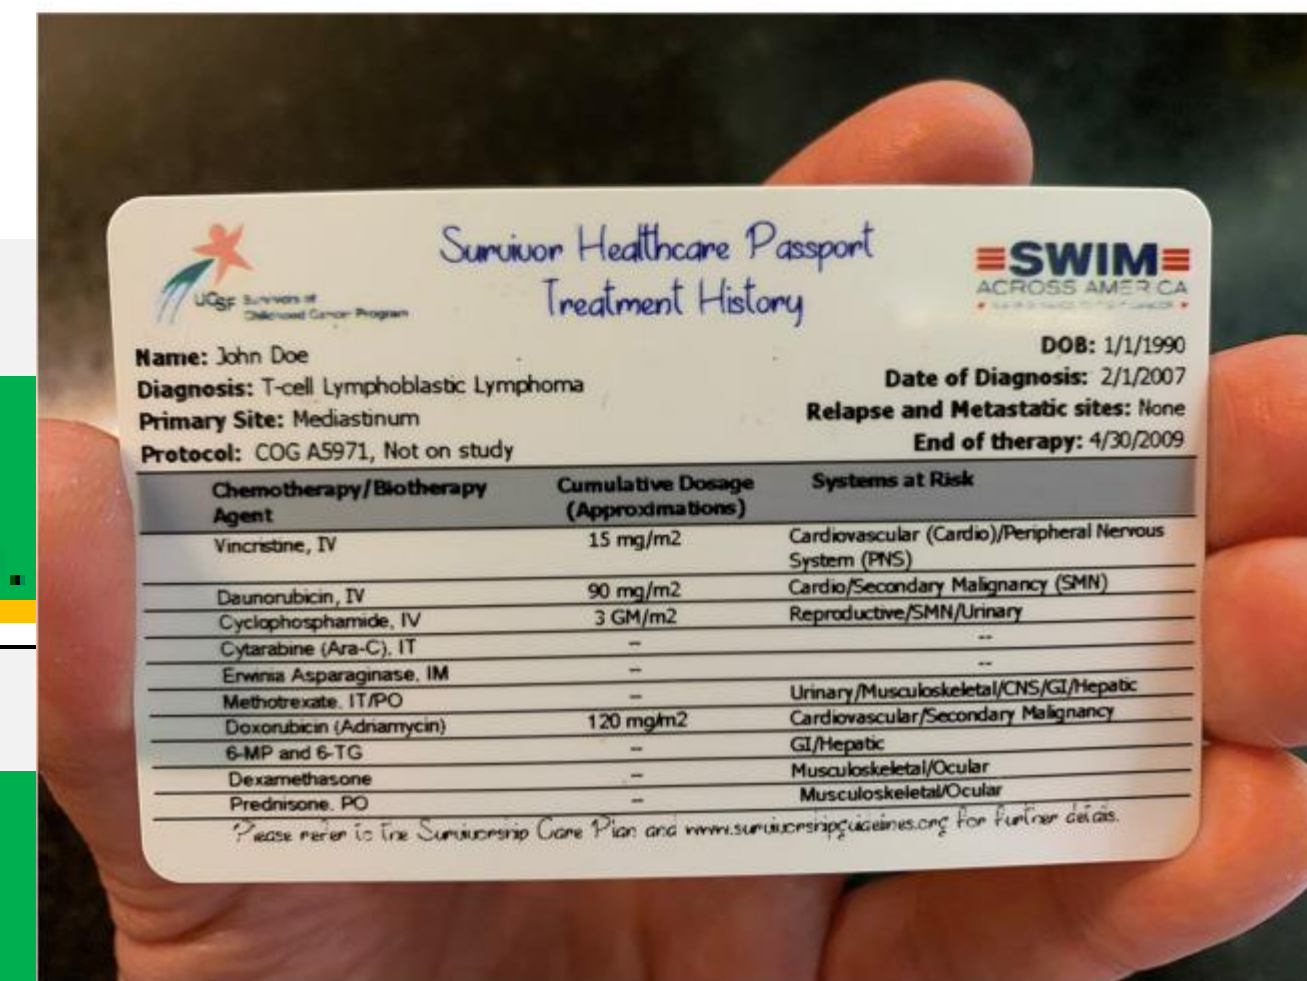 Survivor Healthcare Passport
Treatment History
UCSF Survivors of
Childhood Cancer Program
SWIM
ACROSS AMERICA
Name: John Doe
DOB: 1/1/1990
Diagnosis: T-cell Lymphoblastic Lymphoma
Date of Diagnosis: 2/1/2007
Primary Site: Mediastinum
Relapse and Metastatic sites: None
Protocol: COG A5971, Not on study
End of therapy: 4/30/2009
Chemotherapy/Biotherapy Agent Cumulative Dosage (Approximations) Systems at Risk
Vincristine, IV 15 mg/m2 Cardiovascular (Cardio)/Peripheral Nervous System (PNS)
Daunorubicin, IV 90 mg/m2 Cardio/Secondary Malignancy (SMN)
Cyclophosphamide, IV 3 GM/m2 Reproductive/SMN/Urinary
Cytarabine (Ara-C), IT -- --
Erwinia Asparaginase, IM -- --
Methotrexate, IT/PO -- Urinary/Musculoskeletal/CNS/GI/Hepatic
Doxorubicin (Adriamycin) 120 mg/m2 Cardiovascular/Secondary Malignancy
6-MP and 6-TG -- GI/Hepatic
Dexamethasone -- Musculoskeletal/Ocular
Prednisone, PO -- Musculoskeletal/Ocular
Please refer to the Survivorship Care Plan and www.survivorshipguidelines.org for further details.